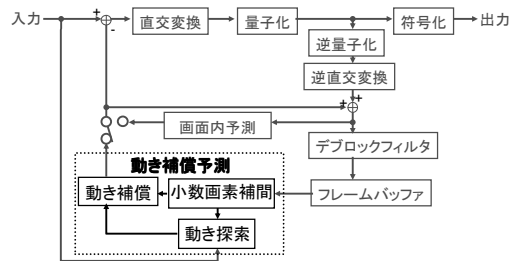 入力
+
-
直交変換
量子化
符号化
出力
逆量子化
逆直交変換
+
+
画面内予測
デブロックフィルタ
動き補償予測
動き補償
小数画素補間
フレームバッファ
動き探索